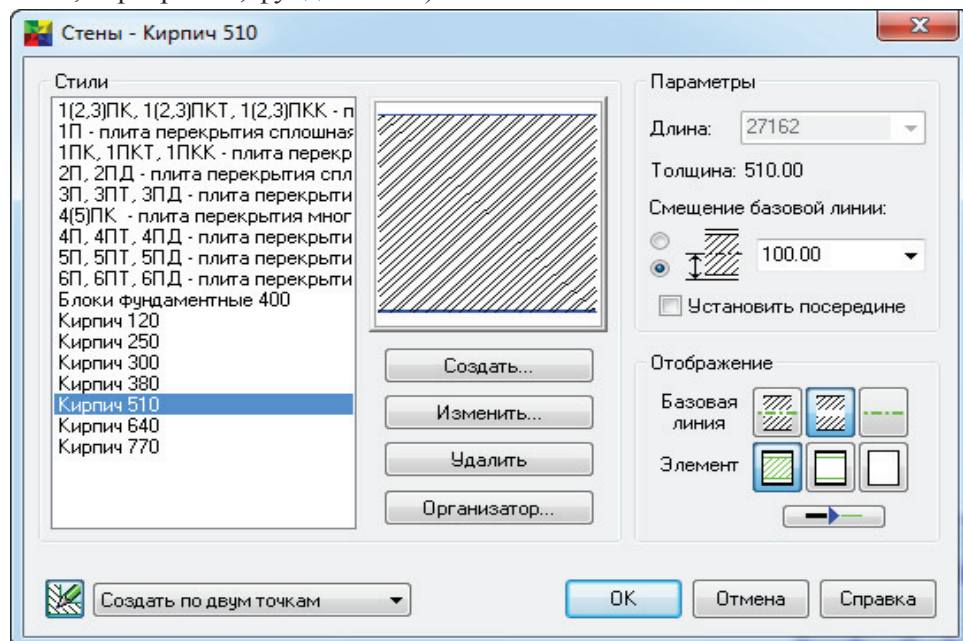 Стены - Кирпич 510
Стили
1(2,3)ПК, 1(2,3)ПКТ, 1(2,3)ПКК - п
1П - плита перекрытия сплошная
1ПК, 1ПКТ, 1ПКК - плита перекр
2П, 2ПД - плита перекрытия спл
3П, 3ПТ, 3ПД - плита перекрыти
4(5)ПК - плита перекрытия мног
4П, 4ПТ, 4ПД - плита перекрыти
5П, 5ПТ, 5ПД - плита перекрыти
6П, 6ПТ, 6ПД - плита перекрыти
Блоки фундаментные 400
Кирпич 120
Кирпич 250
Кирпич 300
Кирпич 380
Кирпич 510
Кирпич 640
Кирпич 770
Создать...
Изменить...
Удалить
Организатор...
Параметры
Длина: 27162
Толщина: 510.00
Смещение базовой линии:
100.00
Установить посередине
Отображение
Базовая
линия
Элемент
Создать по двум точкам
OK
Отмена
Справка